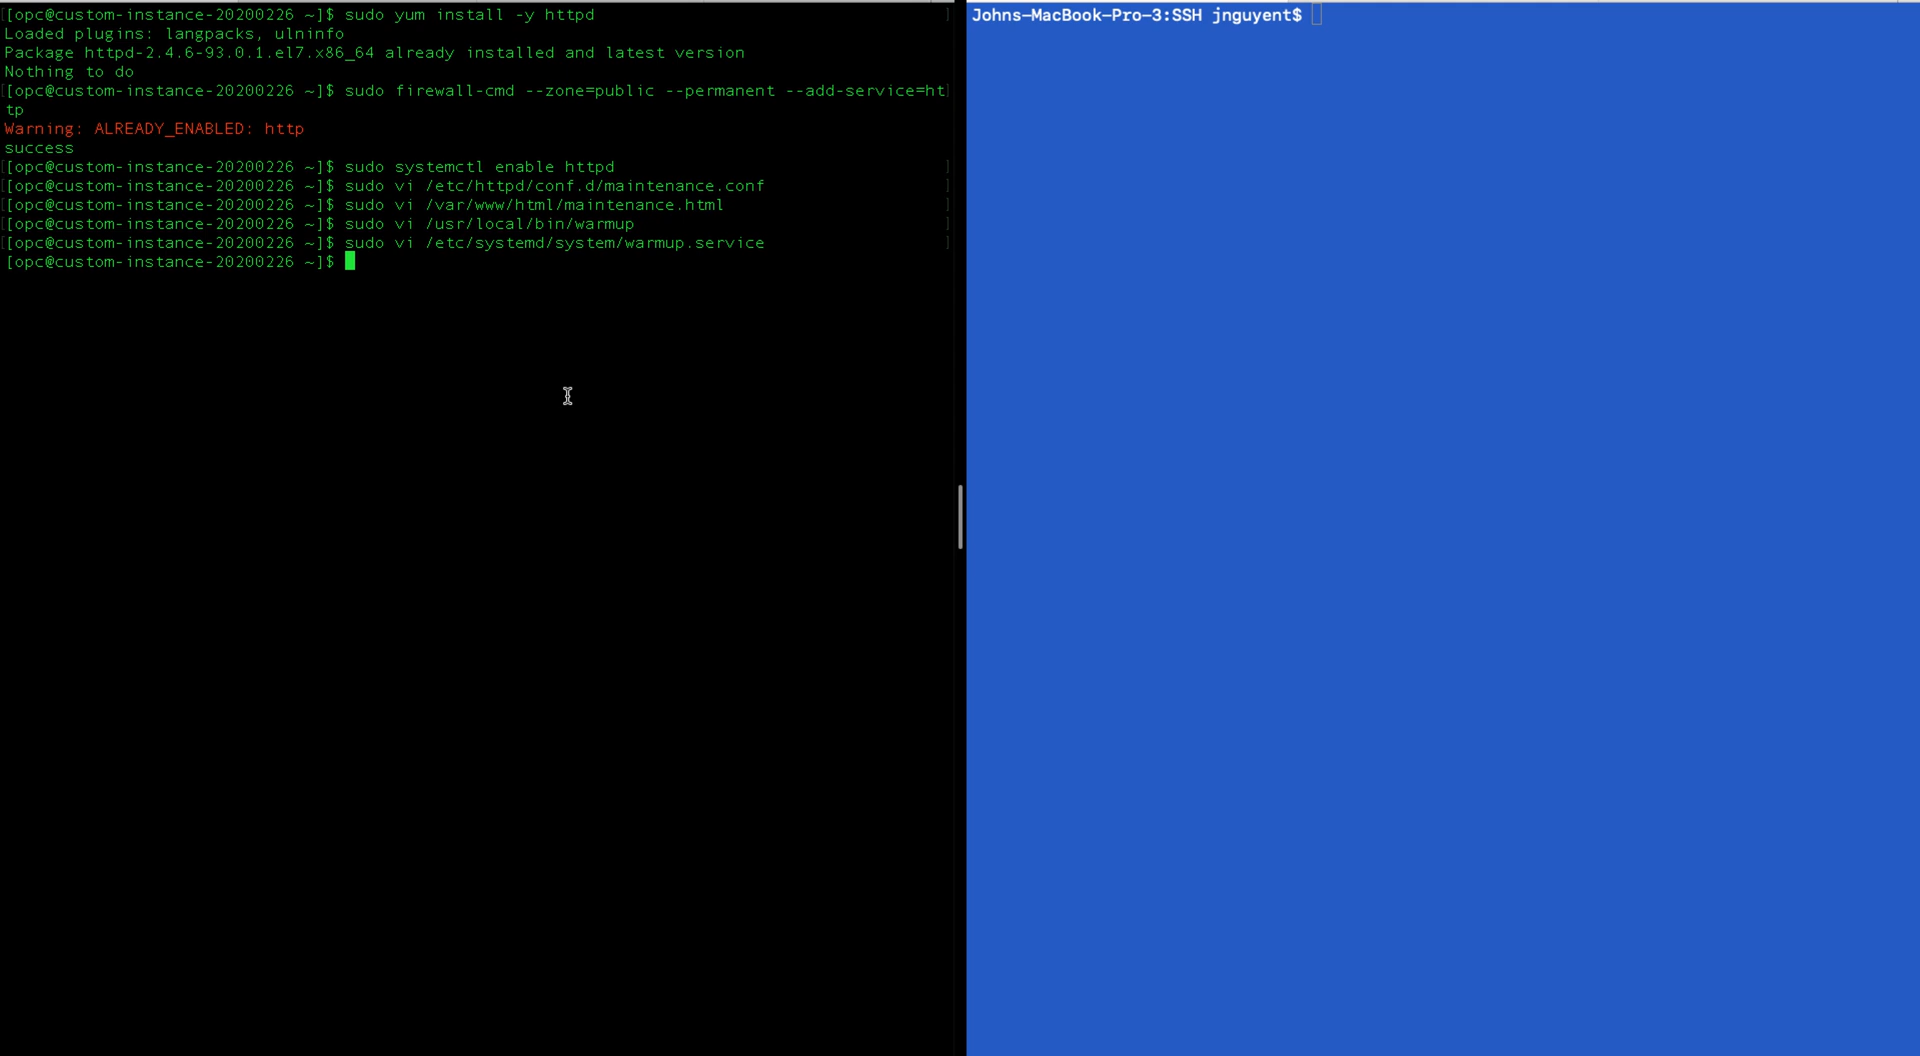 [[opc@custom-instance-20200226 ~]$ sudo yum install -y httpd ]
Loaded plugins: langpacks, ulninfo
Package httpd-2.4.6-93.0.1.el7.x86_64 already installed and latest version
Nothing to do
[[opc@custom-instance-20200226 ~]$ sudo firewall-cmd --zone=public --permanent --add-service=ht]
tp
Warning: ALREADY_ENABLED: http
success
[[opc@custom-instance-20200226 ~]$ sudo systemctl enable httpd ]
[[opc@custom-instance-20200226 ~]$ sudo vi /etc/httpd/conf.d/maintenance.conf ]
[[opc@custom-instance-20200226 ~]$ sudo vi /var/www/html/maintenance.html ]
[[opc@custom-instance-20200226 ~]$ sudo vi /usr/local/bin/warmup ]
[[opc@custom-instance-20200226 ~]$ sudo vi /etc/systemd/system/warmup.service ]
[opc@custom-instance-20200226 ~]$
Johns-MacBook-Pro-3:SSH jnguyent$